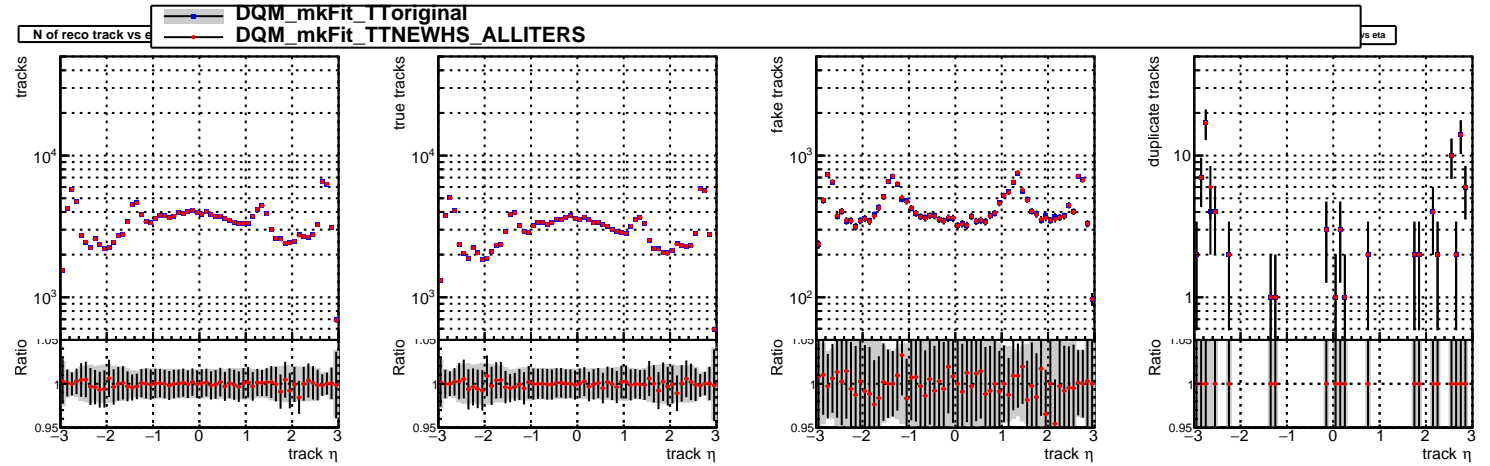 DQM_mkFit_TToriginal
DQM_mkFit_TTNEWHS_ALLITERS
N of reco track vs e
vs eta
tracks
10⁴
10³
Ratio
1.05
1
0.95
−3 −2 −1 0 1 2 3
track η
true tracks
10⁴
10³
Ratio
1.05
1
0.95
−3 −2 −1 0 1 2 3
track η
fake tracks
10³
10²
Ratio
1.05
1
0.95
−3 −2 −1 0 1 2 3
track η
duplicate tracks
10
1
Ratio
1.05
1
0.95
−3 −2 −1 0 1 2 3
track η